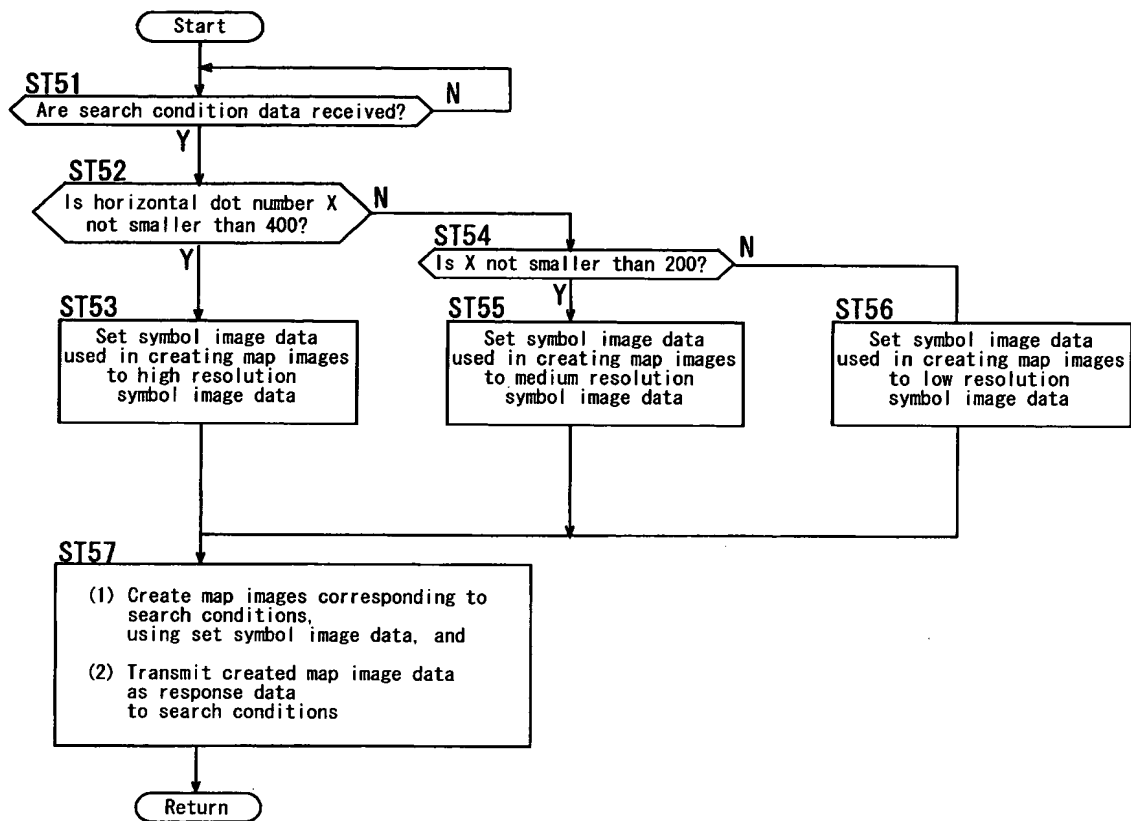 Start
ST51
N
Are search condition data received?
Y
ST52
N
Is horizontal dot number X
not smaller than 400?
ST54
N
Is X not smaller than 200?
Y
Y
ST53
Set symbol image data
used in creating map images
to high resolution
symbol image data
ST55
Set symbol image data
used in creating map images
to medium resolution
symbol image data
ST56
Set symbol image data
used in creating map images
to low resolution
symbol image data
ST57
(1) Create map images corresponding to
search conditions,
using set symbol image data, and
(2) Transmit created map image data
as response data
to search conditions
Return